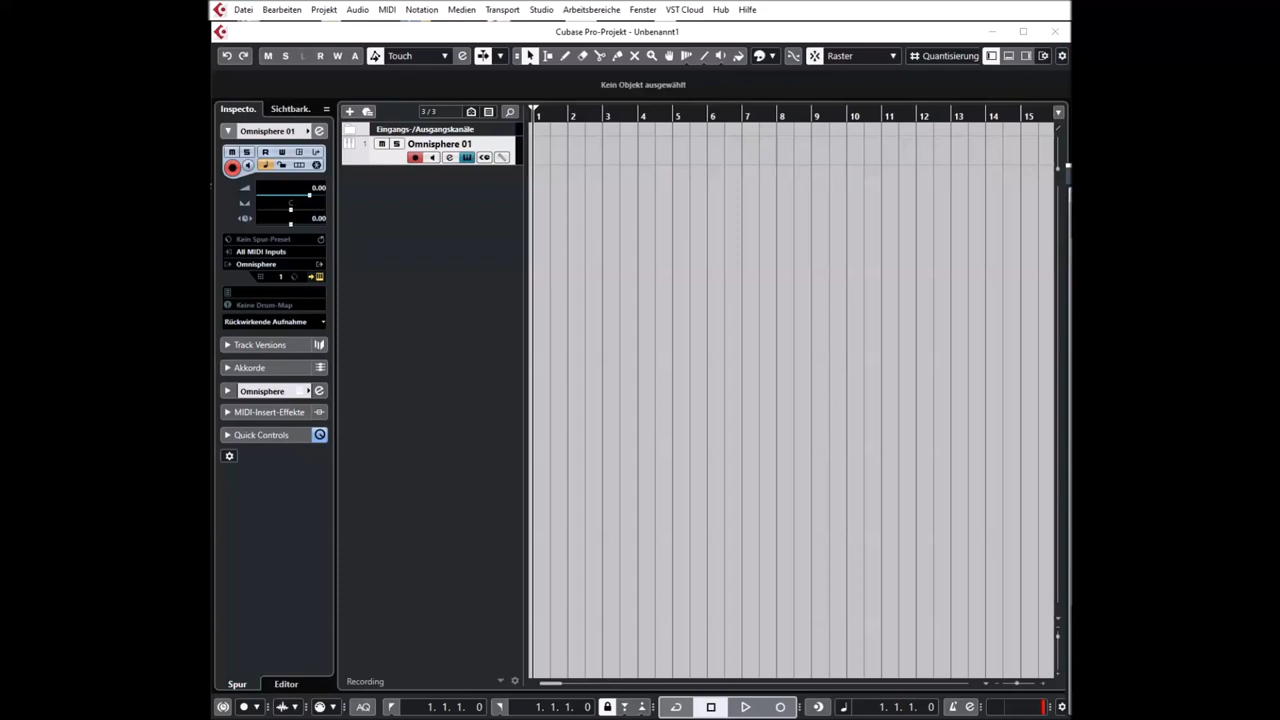 Datei Bearbeiten Projekt Audio MIDI Notation Medien Transport Studio Arbeitsbereiche Fenster VST Cloud Hub Hilfe
Cubase Pro-Projekt - Unbenannt1
M S L R W A Touch Raster Quantisierung
Kein Objekt ausgewählt
Inspecto. Sichtbark. 3 / 3 1 2 3 4 5 6 7 8 9 10 11 12 13 14 15
Eingangs-/Ausgangskanäle
Omnisphere 01
1 M S Omnisphere 01
M S R W
0.00
C
0.00
Kein Spur-Preset
All MIDI Inputs
Omnisphere
1
Keine Drum-Map
Rückwirkende Aufnahme
Track Versions
Akkorde
Omnisphere
MIDI-Insert-Effekte
Quick Controls
Spur Editor Recording
AQ 1. 1. 1. 0 1. 1. 1. 0 1. 1. 1. 0